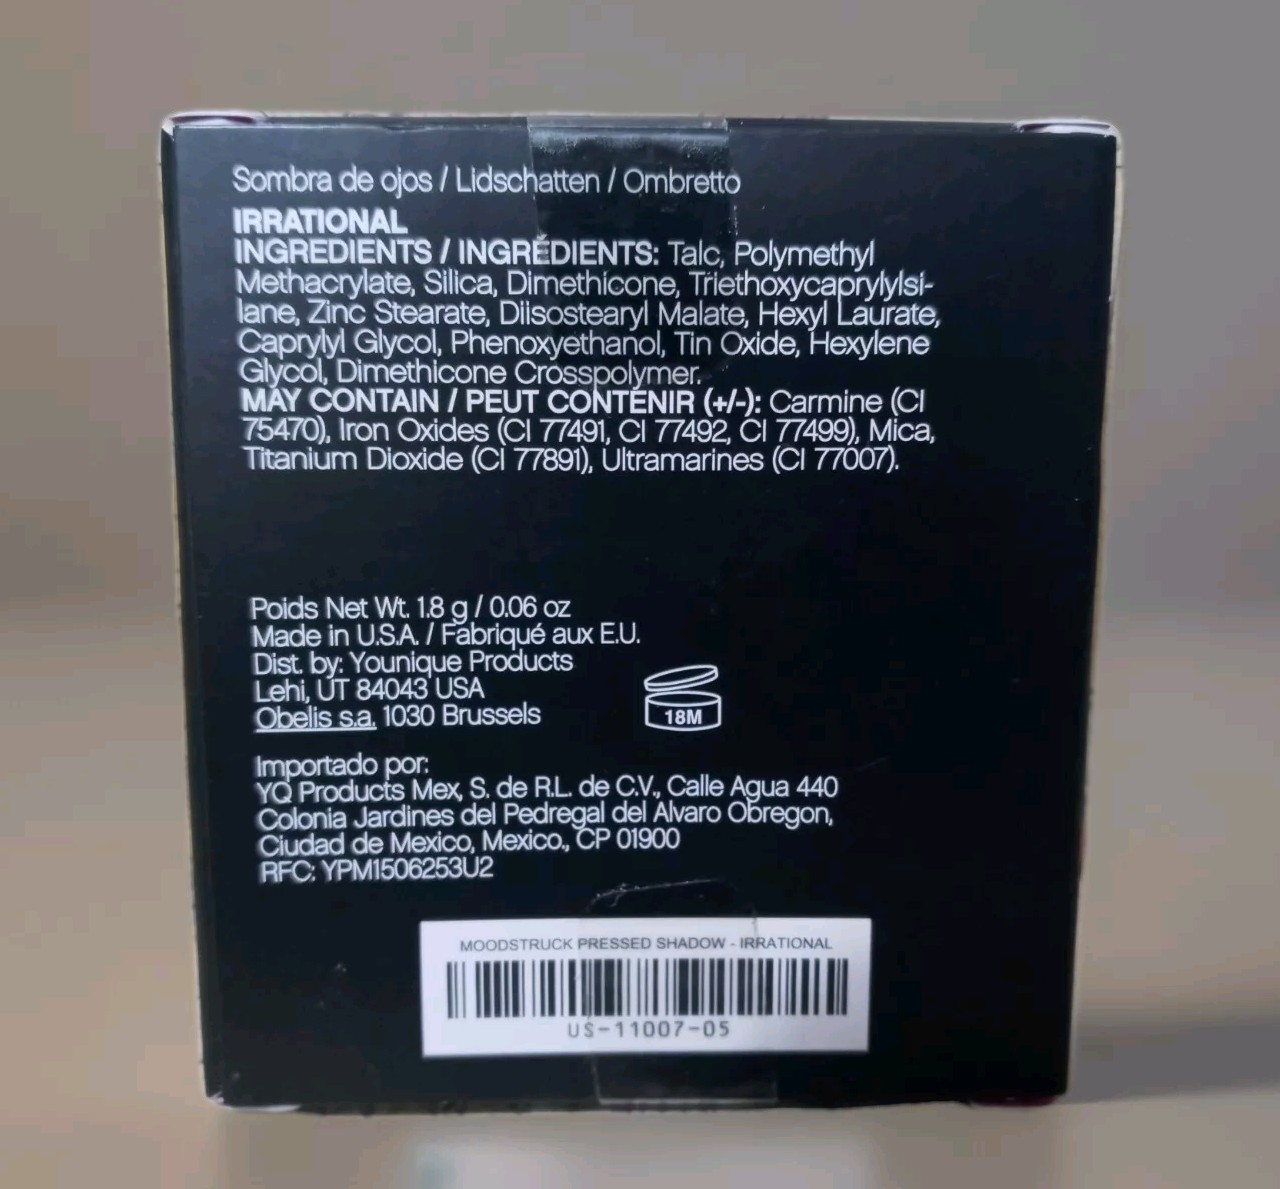 Sombra de ojos / Lidschatten / Ombretto
IRRATIONAL
INGREDIENTS / INGRÉDIENTS: Talc, Polymethyl
Methacrylate, Silica, Dimethicone, Triethoxycaprylylsi-
lane, Zinc Stearate, Diisostearyl Malate, Hexyl Laurate,
Caprylyl Glycol, Phenoxyethanol, Tin Oxide, Hexylene
Glycol, Dimethicone Crosspolymer.
MAY CONTAIN / PEUT CONTENIR (+/-): Carmine (CI
75470), Iron Oxides (CI 77491, CI 77492, CI 77499), Mica,
Titanium Dioxide (CI 77891), Ultramarines (CI 77007).
Poids Net Wt. 1.8 g / 0.06 oz
Made in U.S.A. / Fabriqué aux E.U.
Dist. by: Younique Products
Lehi, UT 84043 USA
Obelis s.a. 1030 Brussels
18M
Importado por:
YQ Products Mex, S. de R.L. de C.V., Calle Agua 440
Colonia Jardines del Pedregal del Alvaro Obregon,
Ciudad de Mexico, Mexico., CP 01900
RFC: YPM1506253U2
MOODSTRUCK PRESSED SHADOW - IRRATIONAL
US-11007-05